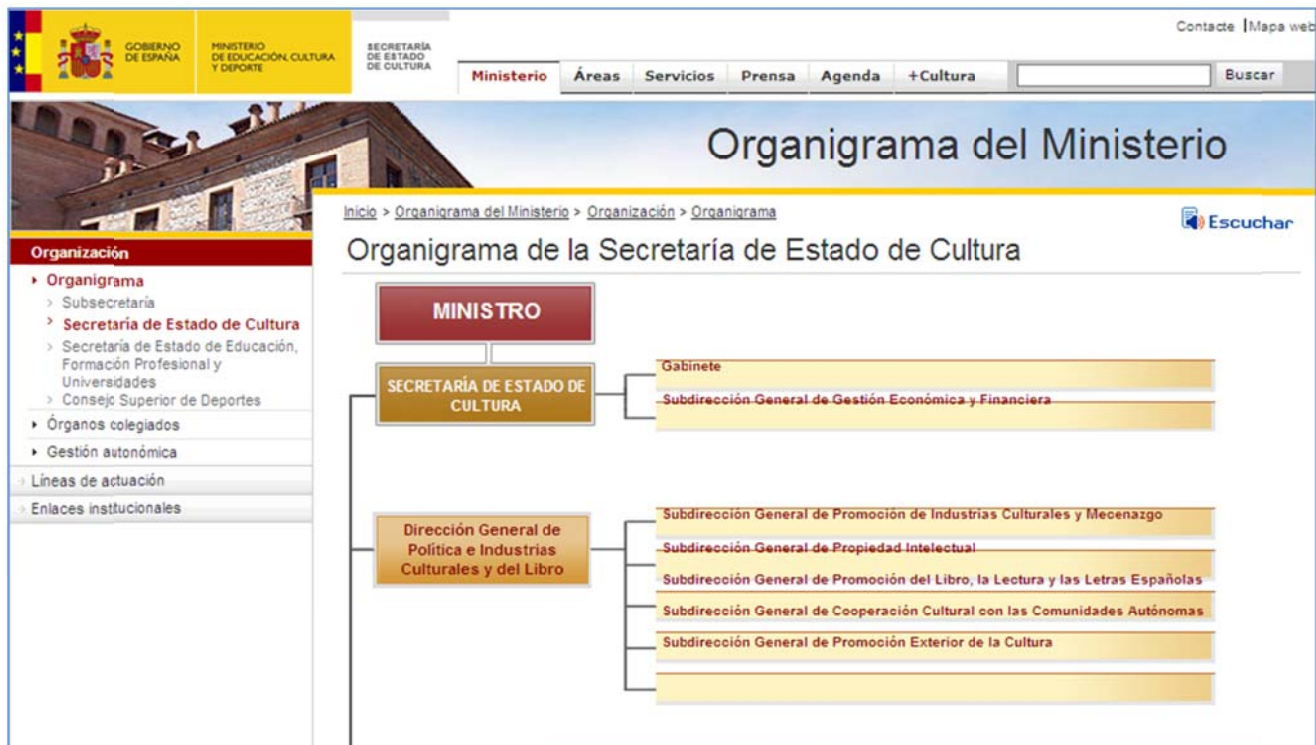 Contacte | Mapa web
GOBIERNO
DE ESPAÑA
MINISTERIO
DE EDUCACIÓN, CULTURA
Y DEPORTE
SECRETARÍA
DE ESTADO
DE CULTURA
Ministerio Áreas Servicios Prensa Agenda +Cultura Buscar
Organigrama del Ministerio
Inicio > Organigrama del Ministerio > Organización > Organigrama
Escuchar
Organigrama de la Secretaría de Estado de Cultura
Organización
Organigrama
> Subsecretaría
> Secretaría de Estado de Cultura
> Secretaría de Estado de Educación,
Formación Profesional y
Universidades
> Consejo Superior de Deportes
Órganos colegiados
Gestión autonómica
Líneas de actuación
Enlaces institucionales
MINISTRO
SECRETARÍA DE ESTADO DE
CULTURA
Gabinete
Subdirección General de Gestión Económica y Financiera
Dirección General de
Política e Industrias
Culturales y del Libro
Subdirección General de Promoción de Industrias Culturales y Mecenazgo
Subdirección General de Propiedad Intelectual
Subdirección General de Promoción del Libro, la Lectura y las Letras Españolas
Subdirección General de Cooperación Cultural con las Comunidades Autónomas
Subdirección General de Promoción Exterior de la Cultura